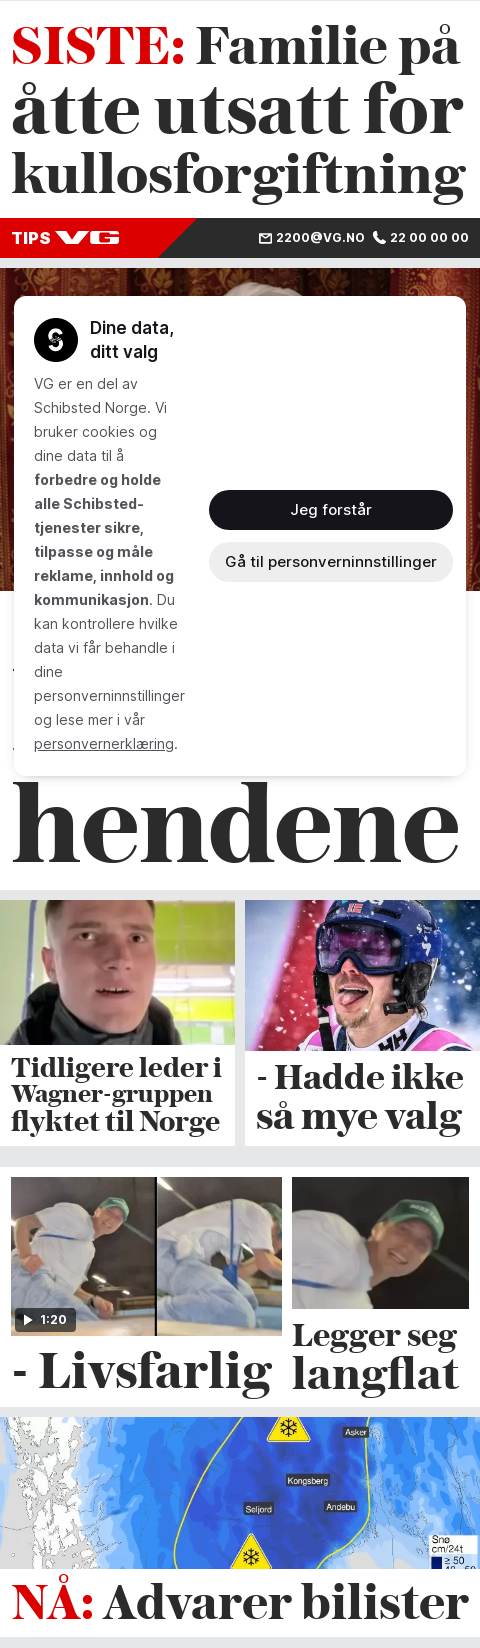 SISTE: Familie på
åtte utsatt for
kullosforgiftning
TIPS VG 2200@VG.NO 22 00 00 00
Dine data,
ditt valg
VG er en del av
Schibsted Norge. Vi
bruker cookies og
dine data til å
forbedre og holde
alle Schibsted-
tjenester sikre,
tilpasse og måle
reklame, innhold og
kommunikasjon. Du
kan kontrollere hvilke
data vi får behandle i
dine
personverninnstillinger
og lese mer i vår
personvernerklæring.
Jeg forstår
Gå til personverninnstillinger
hendene
Tidligere leder i
Wagner-gruppen
flyktet til Norge
- Hadde ikke
så mye valg
1:20
- Livsfarlig
Legger seg
langflat
Asker
Kongsberg
Seljord
Andebu
Snø
cm/24t
≥ 50
NÅ: Advarer bilister